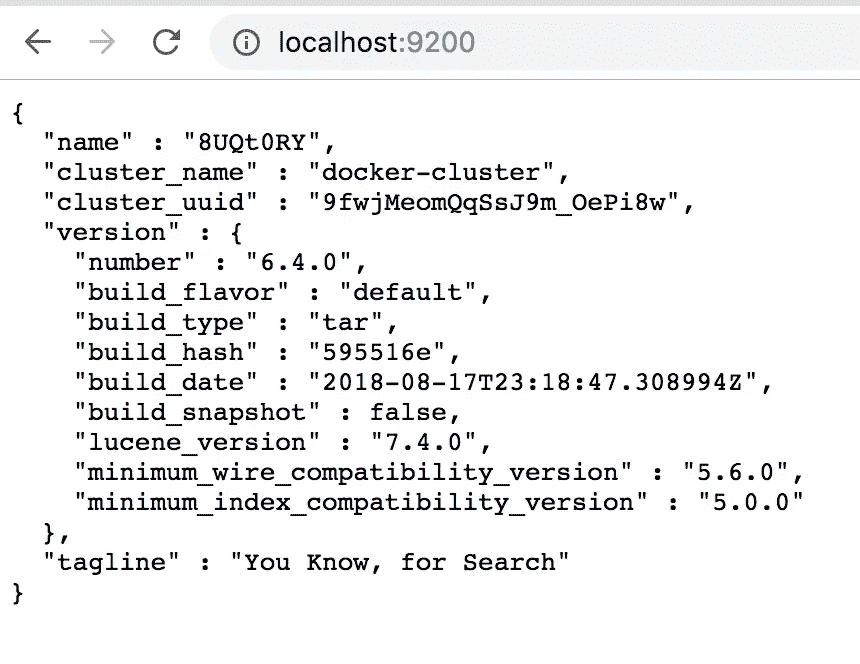 localhost:9200
{
  "name" : "8UQt0RY",
  "cluster_name" : "docker-cluster",
  "cluster_uuid" : "9fwjMeomQqSsJ9m_OePi8w",
  "version" : {
    "number" : "6.4.0",
    "build_flavor" : "default",
    "build_type" : "tar",
    "build_hash" : "595516e",
    "build_date" : "2018-08-17T23:18:47.308994Z",
    "build_snapshot" : false,
    "lucene_version" : "7.4.0",
    "minimum_wire_compatibility_version" : "5.6.0",
    "minimum_index_compatibility_version" : "5.0.0"
  },
  "tagline" : "You Know, for Search"
}